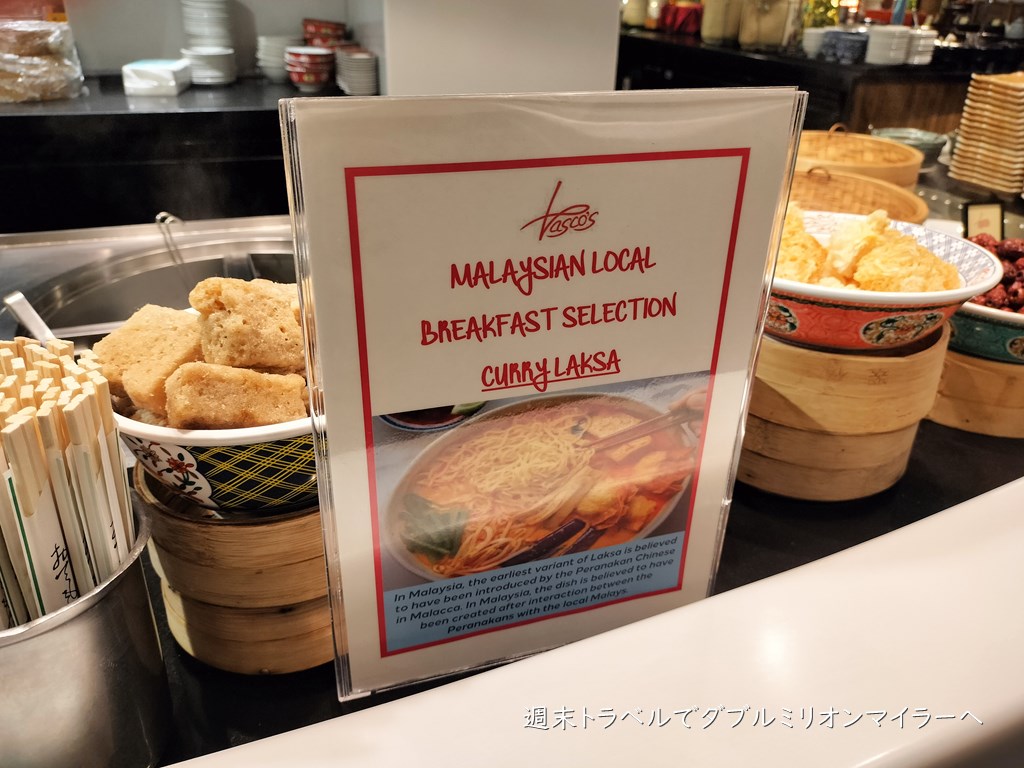 Vasco's
MALAYSIAN LOCAL
BREAKFAST SELECTION
CURRY LAKSA
In Malaysia, the earliest variant of Laksa is believed
to have been introduced by the Peranakan Chinese
in Malacca. In Malaysia, the dish is believed to have
been created after interaction between the
Peranakans with the local Malays.
週末トラベルでダブルミリオンマイラーへ